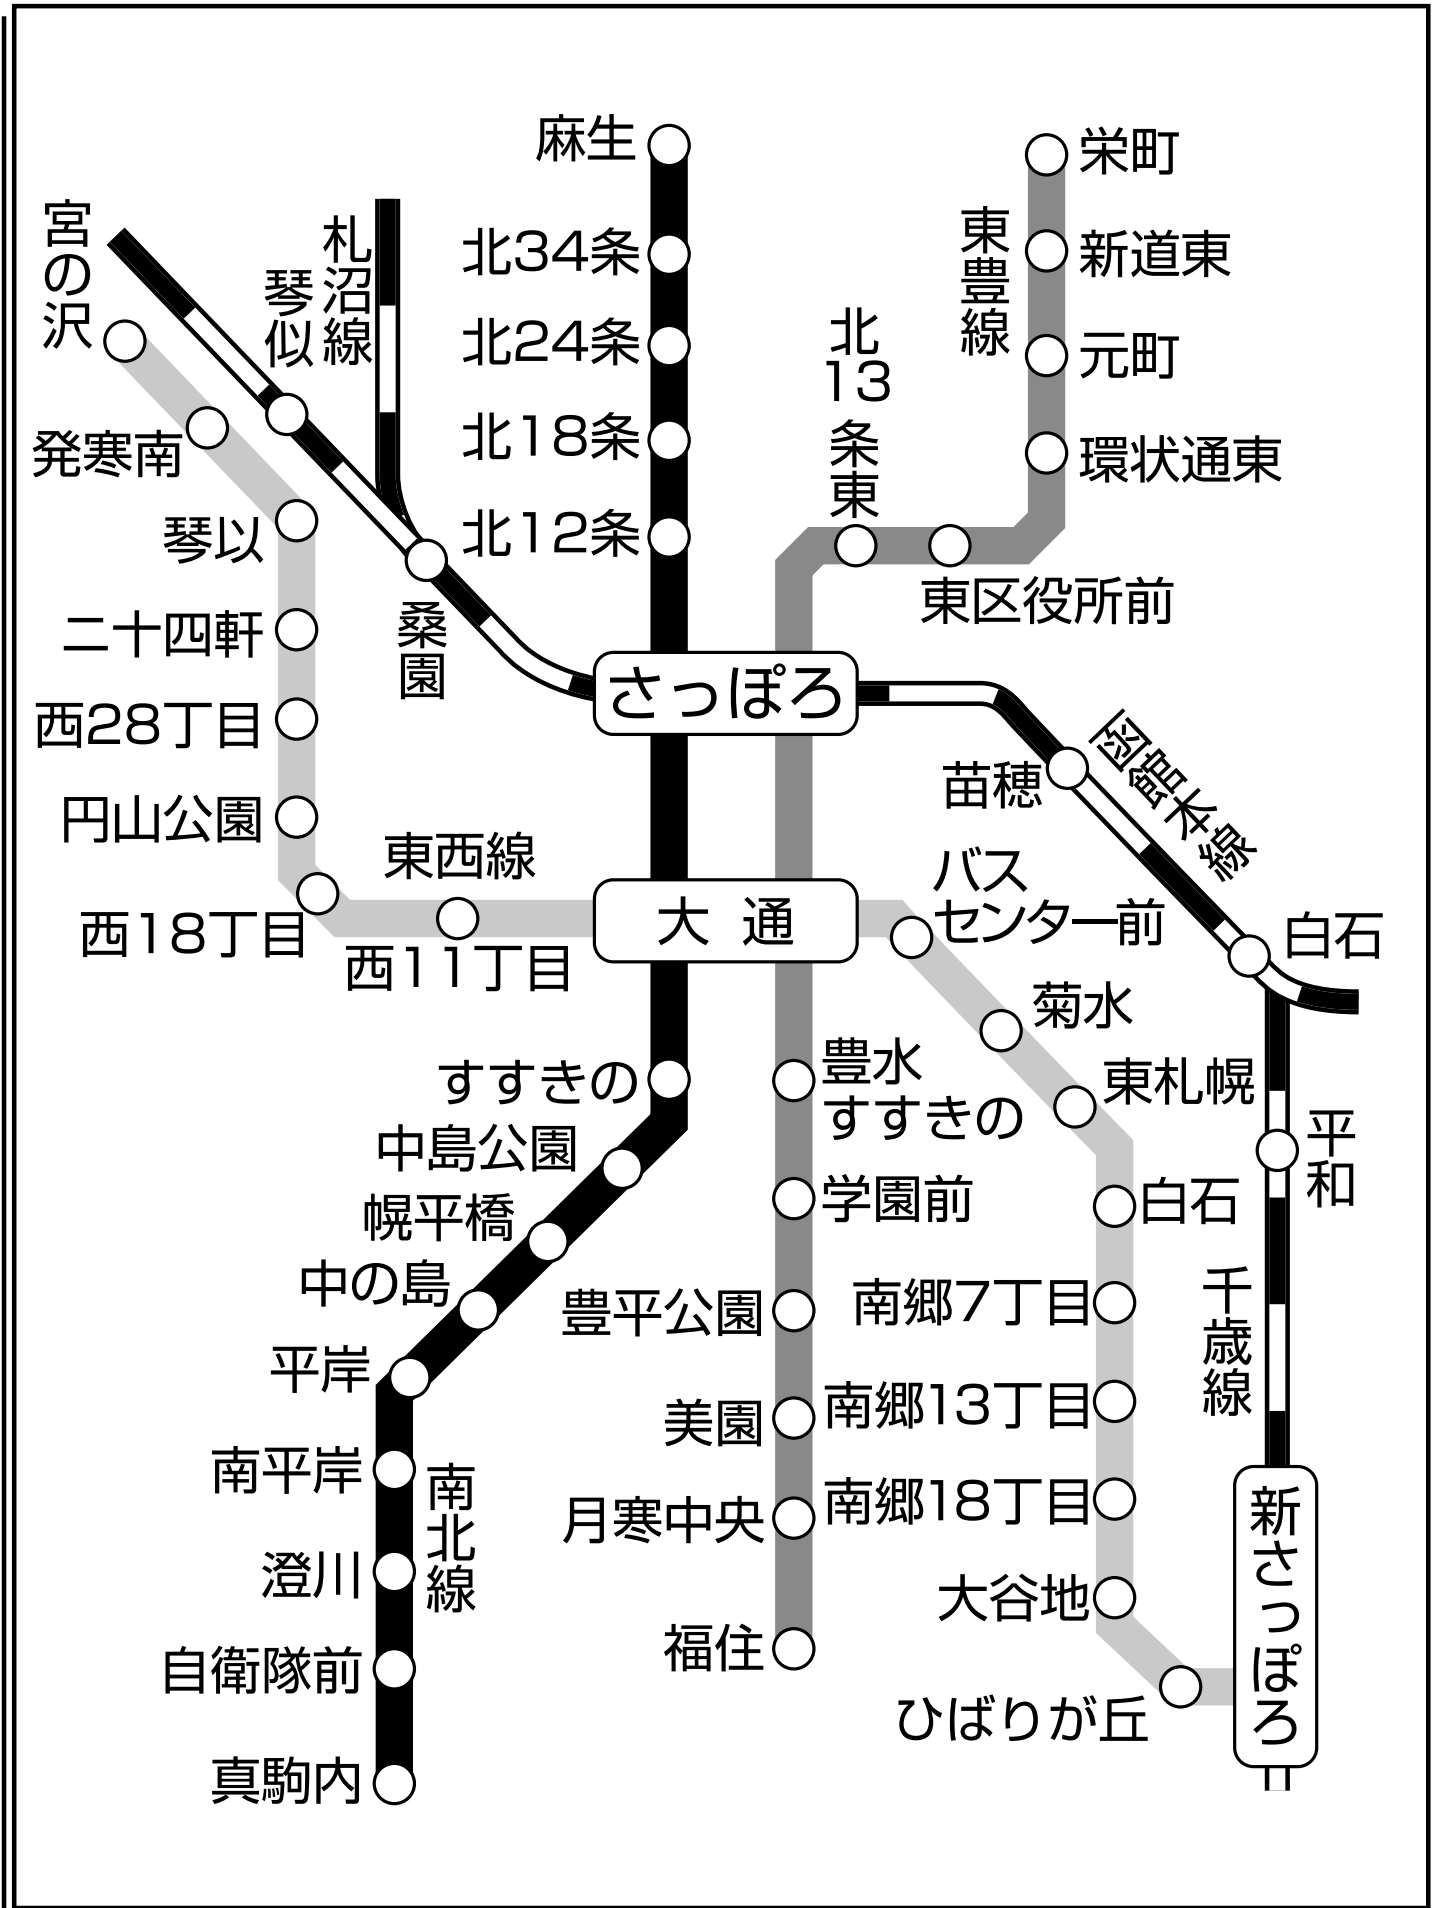 麻生
北34条
北24条
北18条
北12条
栄町
新道東
元町
環状通東
東豊線
北13条東
東区役所前
宮の沢
発寒南
琴似
札沼線
琴以
二十四軒
西28丁目
円山公園
西18丁目
東西線
西11丁目
桑園
さっぽろ
大通
苗穂
函館本線
バス
センター前
白石
菊水
東札幌
平和
白石
すすきの
中島公園
幌平橋
中の島
平岸
南平岸
南北線
澄川
自衛隊前
真駒内
豊水
すすきの
学園前
豊平公園
美園
月寒中央
福住
南郷7丁目
南郷13丁目
南郷18丁目
大谷地
ひばりが丘
千歳線
新さっぽろ